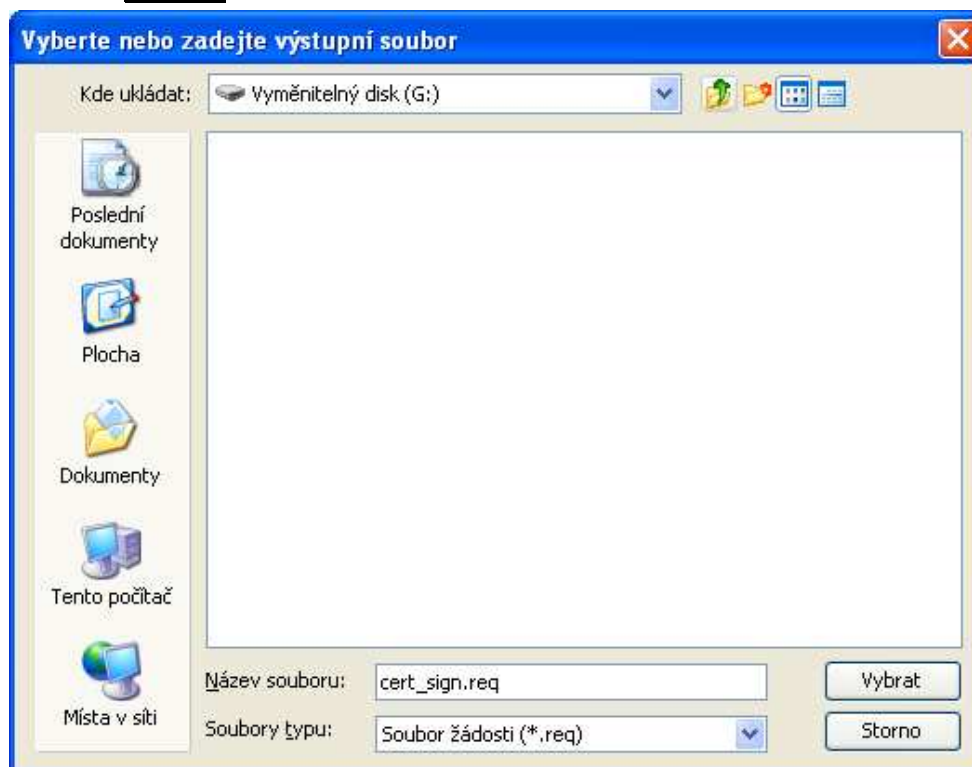 Vyberte nebo zadejte výstupní soubor
Kde ukládat:
Vyměnitelný disk (G:)
Poslední
dokumenty
Plocha
Dokumenty
Tento počítač
Místa v síti
Název souboru:
cert_sign.req
Vybrat
Soubory typu:
Soubor žádosti (*.req)
Storno